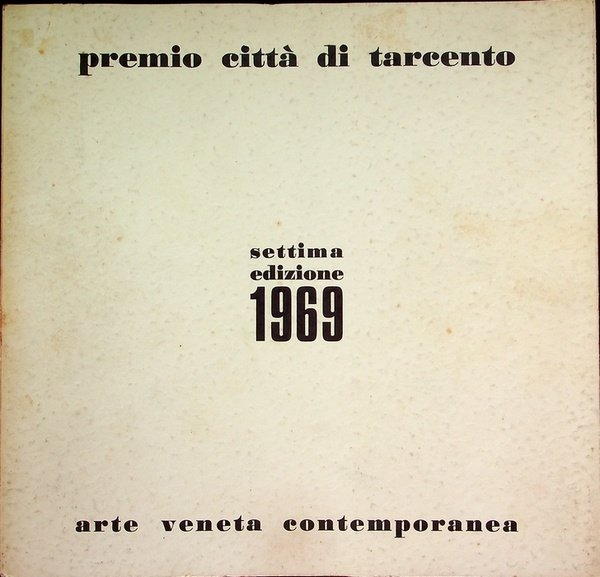 premio città di tarcento
settima
edizione
1969
arte veneta contemporanea